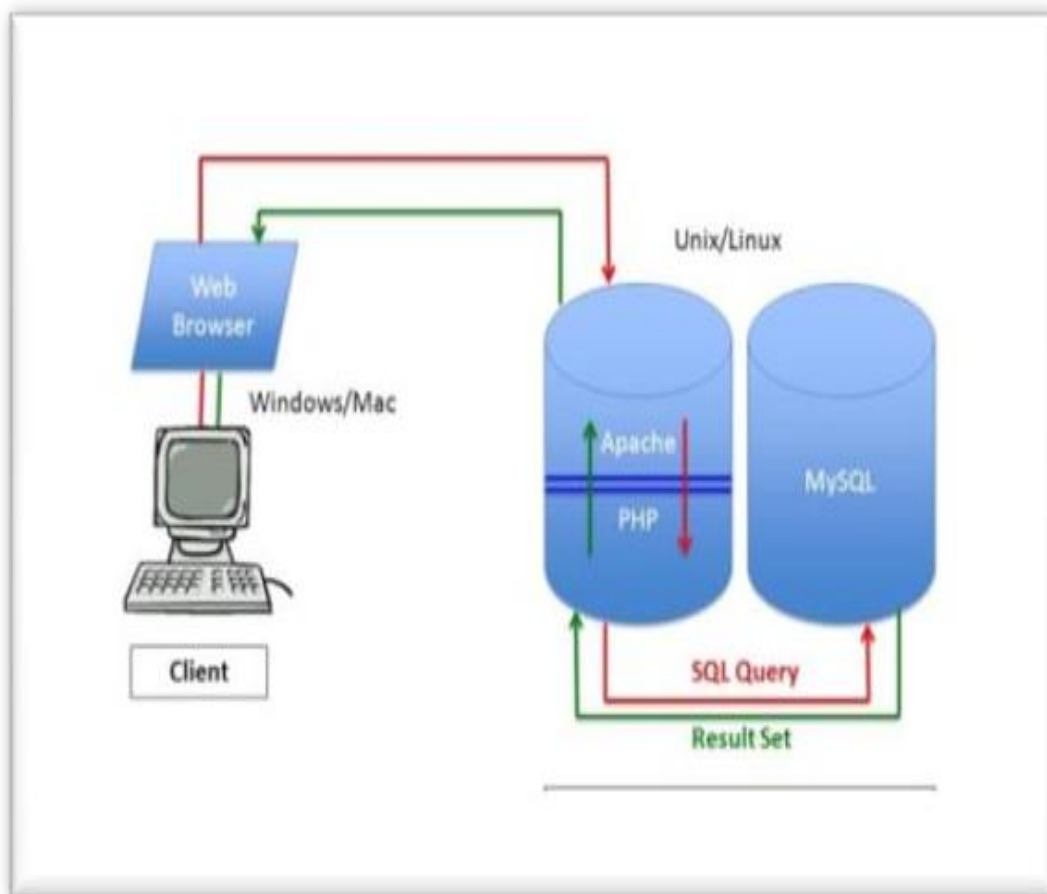 Unix/Linux
Web
Browser
Windows/Mac
Apache
PHP
MySQL
Client
SQL Query
Result Set